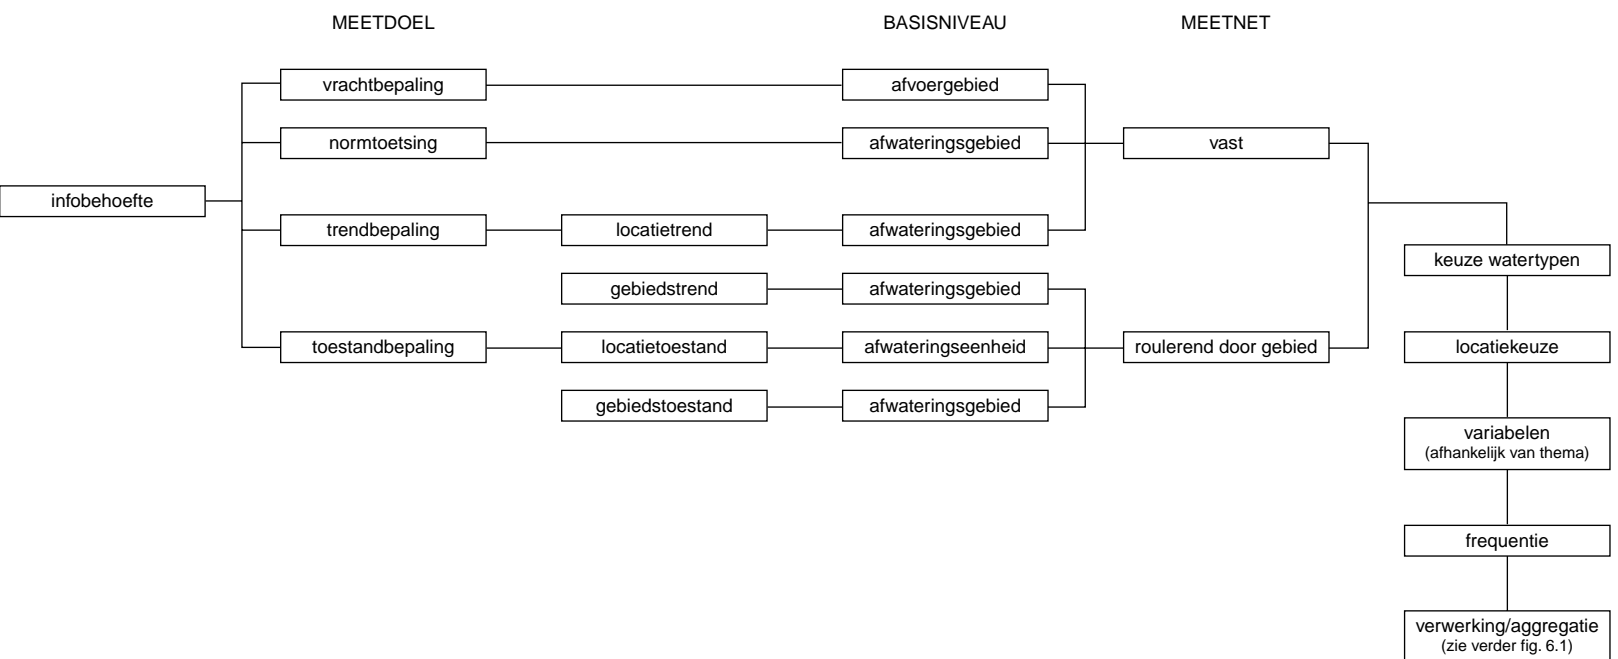 MEETDOEL
BASISNIVEAU
MEETNET
vrachtbepaling
afvoergebied
normtoetsing
afwateringsgebied
vast
infobehoefte
trendbepaling
locatietrend
afwateringsgebied
keuze watertypen
gebiedstrend
afwateringsgebied
toestandbepaling
locatietoestand
afwateringseenheid
roulerend door gebied
locatiekeuze
gebiedstoestand
afwateringsgebied
variabelen
(afhankelijk van thema)
frequentie
verwerking/aggregatie
(zie verder fig. 6.1)